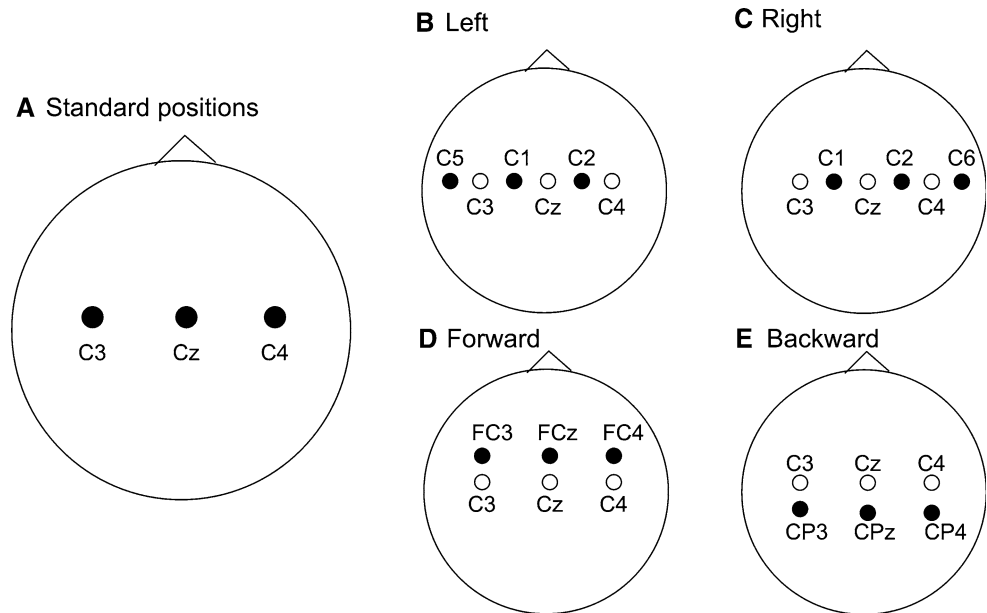 A Standard positions
C3 Cz C4
B Left
C5 C1 C2
C3 Cz C4
C Right
C1 C2 C6
C3 Cz C4
D Forward
FC3 FCz FC4
C3 Cz C4
E Backward
C3 Cz C4
CP3 CPz CP4